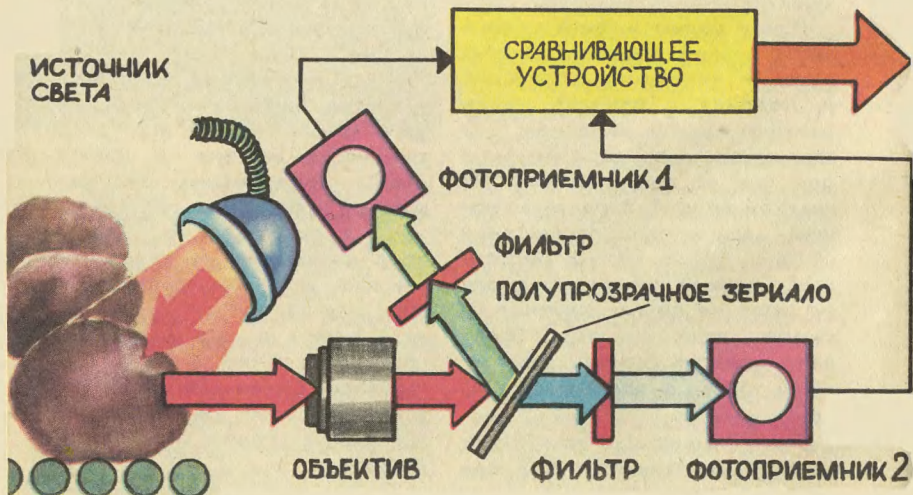 ИСТОЧНИК
СВЕТА
СРАВНИВАЮЩЕЕ
УСТРОЙСТВО
ФОТОПРИЕМНИК 1
ФИЛЬТР
ПОЛУПРОЗРАЧНОЕ ЗЕРКАЛО
ОБЪЕКТИВ
ФИЛЬТР
ФОТОПРИЕМНИК 2